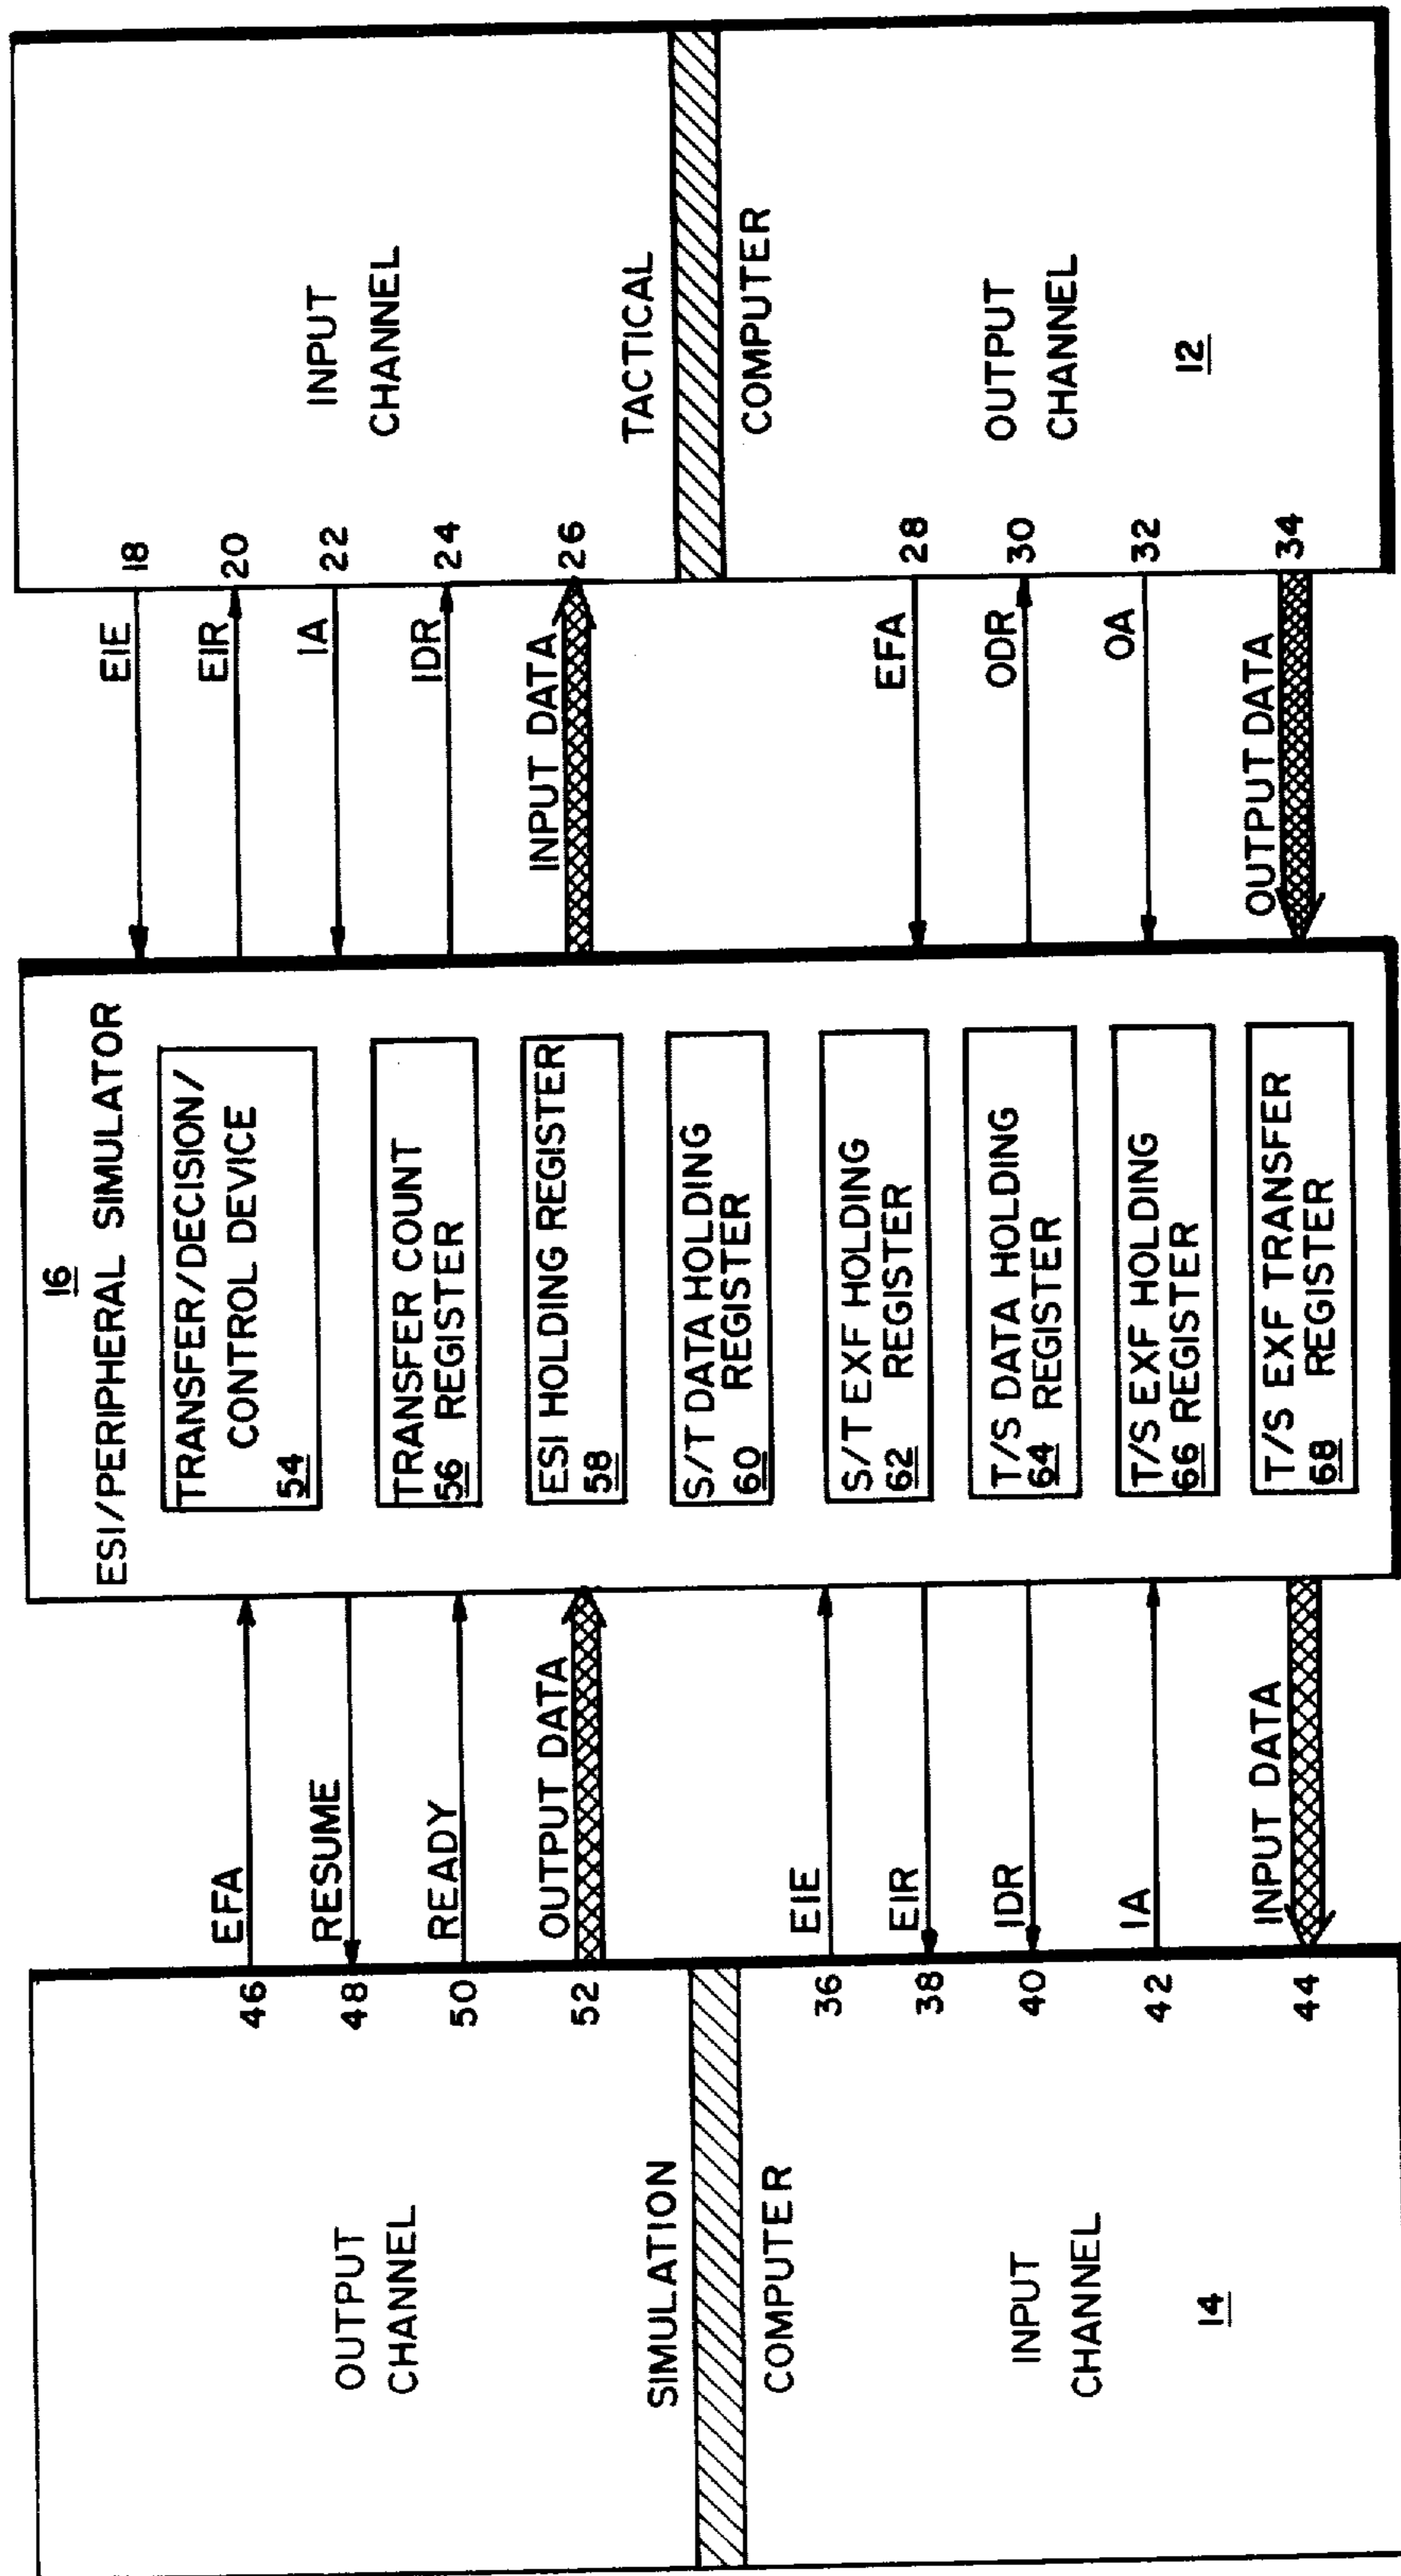 OUTPUT
CHANNEL
SIMULATION
COMPUTER
INPUT
CHANNEL
14
46
48
50
52
36
38
40
42
44
EFA
RESUME
READY
OUTPUT DATA
EIE
EIR
IDR
IA
INPUT DATA
16
ESI/PERIPHERAL SIMULATOR
TRANSFER/DECISION/
CONTROL DEVICE
54
TRANSFER COUNT
56 REGISTER
ESI HOLDING REGISTER
58
S/T DATA HOLDING
REGISTER
60
S/T EXF HOLDING
REGISTER
62
T/S DATA HOLDING
64 REGISTER
T/S EXF HOLDING
66 REGISTER
T/S EXF TRANSFER
REGISTER
68
EIE
EIR
IA
IDR
INPUT DATA
EFA
ODR
OA
OUTPUT DATA
18
20
22
24
26
28
30
32
34
INPUT
CHANNEL
TACTICAL
COMPUTER
OUTPUT
CHANNEL
12